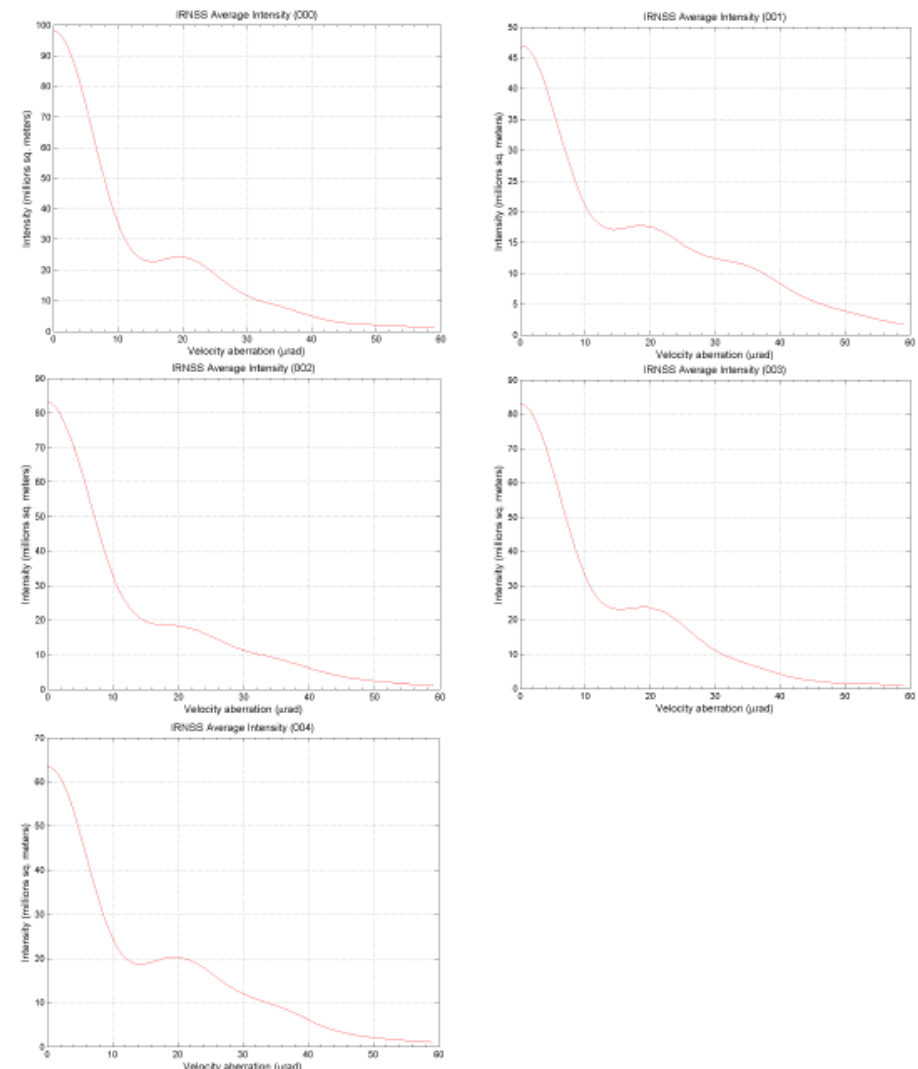 IRNSS Average Intensity (000)
100
90
80
70
60
50
40
30
20
10
0
Intensity (millions sq. meters)
0 10 20 30 40 50 60
Velocity aberration (μrad)
IRNSS Average Intensity (001)
50
45
40
35
30
25
20
15
10
5
0
Intensity (millions sq. meters)
0 10 20 30 40 50 60
Velocity aberration (μrad)
IRNSS Average Intensity (002)
90
80
70
60
50
40
30
20
10
0
Intensity (millions sq. meters)
0 10 20 30 40 50 60
Velocity aberration (μrad)
IRNSS Average Intensity (003)
90
80
70
60
50
40
30
20
10
0
Intensity (millions sq. meters)
0 10 20 30 40 50 60
Velocity aberration (μrad)
IRNSS Average Intensity (004)
70
60
50
40
30
20
10
0
Intensity (millions sq. meters)
0 10 20 30 40 50 60
Velocity aberration (μrad)